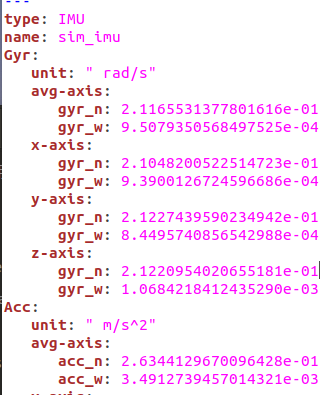 ---
type: IMU
name: sim_imu
Gyr:
   unit: " rad/s"
   avg-axis:
      gyr_n: 2.1165531377801616e-01
      gyr_w: 9.5079350568497525e-04
   x-axis:
      gyr_n: 2.1048200522514723e-01
      gyr_w: 9.3900126724596686e-04
   y-axis:
      gyr_n: 2.1227439590234942e-01
      gyr_w: 8.4495740856542988e-04
   z-axis:
      gyr_n: 2.1220954020655181e-01
      gyr_w: 1.0684218412435290e-03
Acc:
   unit: " m/s^2"
   avg-axis:
      acc_n: 2.6344129670096428e-01
      acc_w: 3.4912739457014321e-03